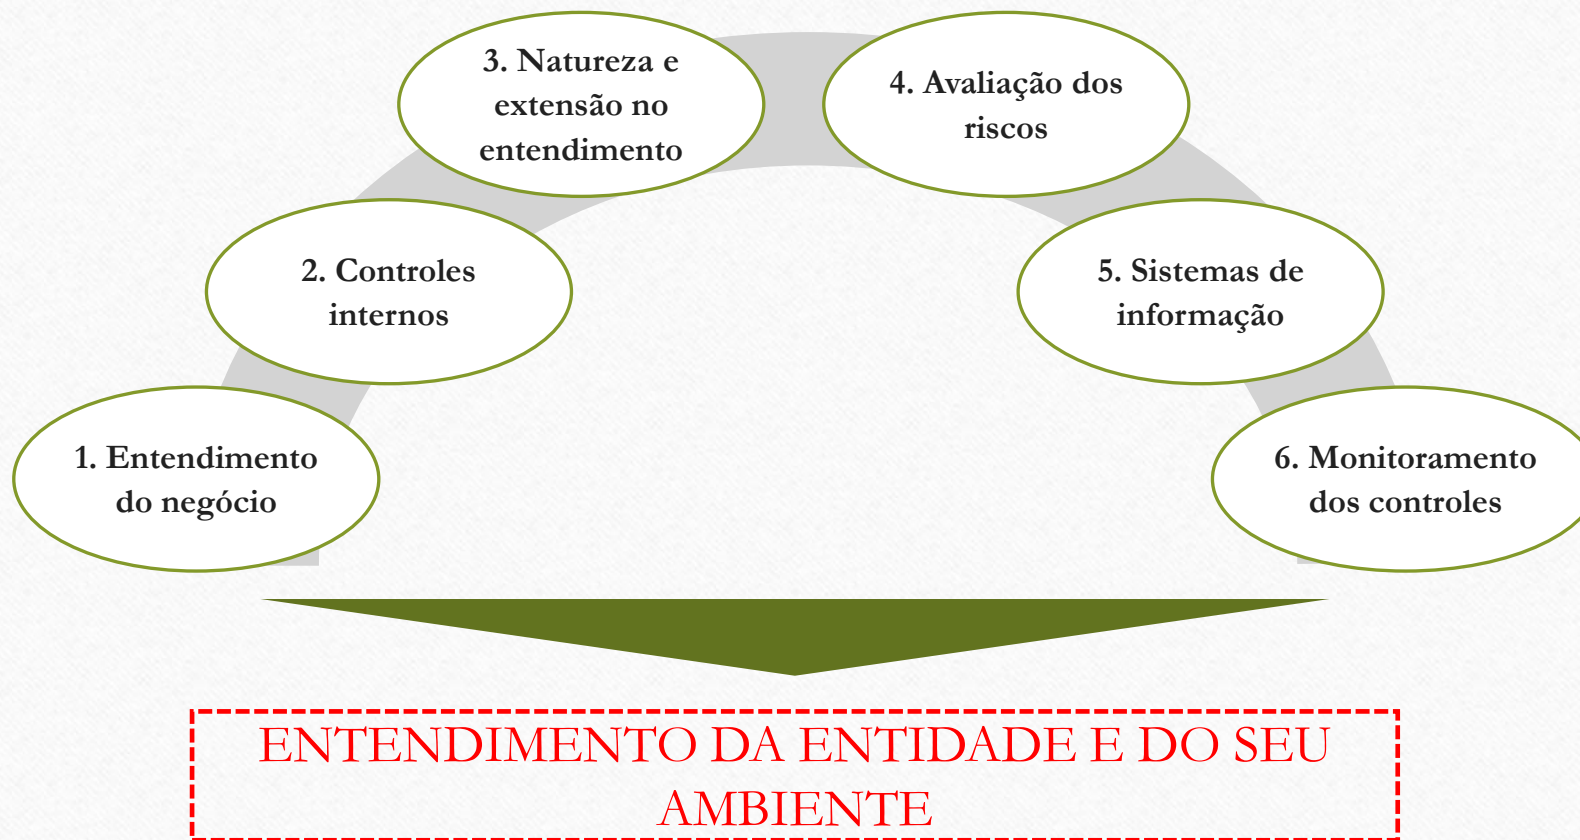 1. Entendimento
do negócio
2. Controles
internos
3. Natureza e
extensão no
entendimento
4. Avaliação dos
riscos
5. Sistemas de
informação
6. Monitoramento
dos controles
ENTENDIMENTO DA ENTIDADE E DO SEU
AMBIENTE